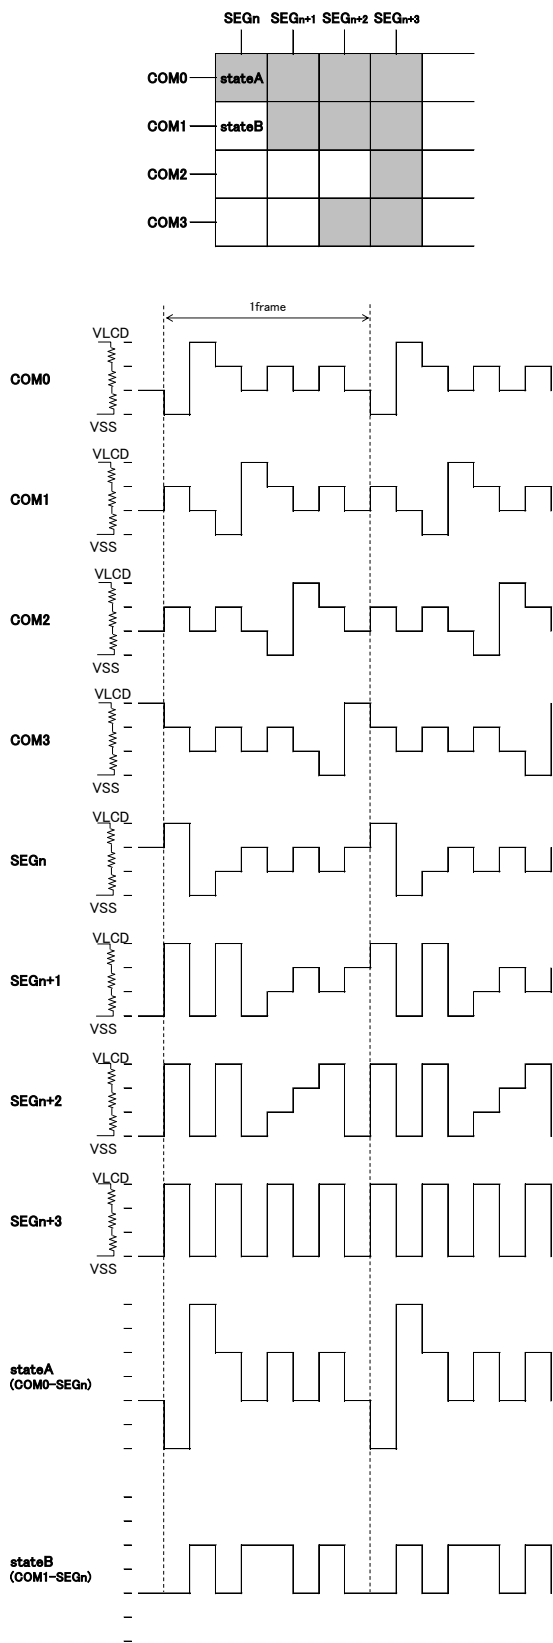 SEGn SEGn+1 SEGn+2 SEGn+3
COM0 stateA
COM1 stateB
COM2
COM3
1frame
VLCD
COM0
VSS
VLCD
COM1
VSS
VLCD
COM2
VSS
VLCD
COM3
VSS
VLCD
SEGn
VSS
VLCD
SEGn+1
VSS
VLCD
SEGn+2
VSS
VLCD
SEGn+3
VSS
stateA
(COM0-SEGn)
stateB
(COM1-SEGn)